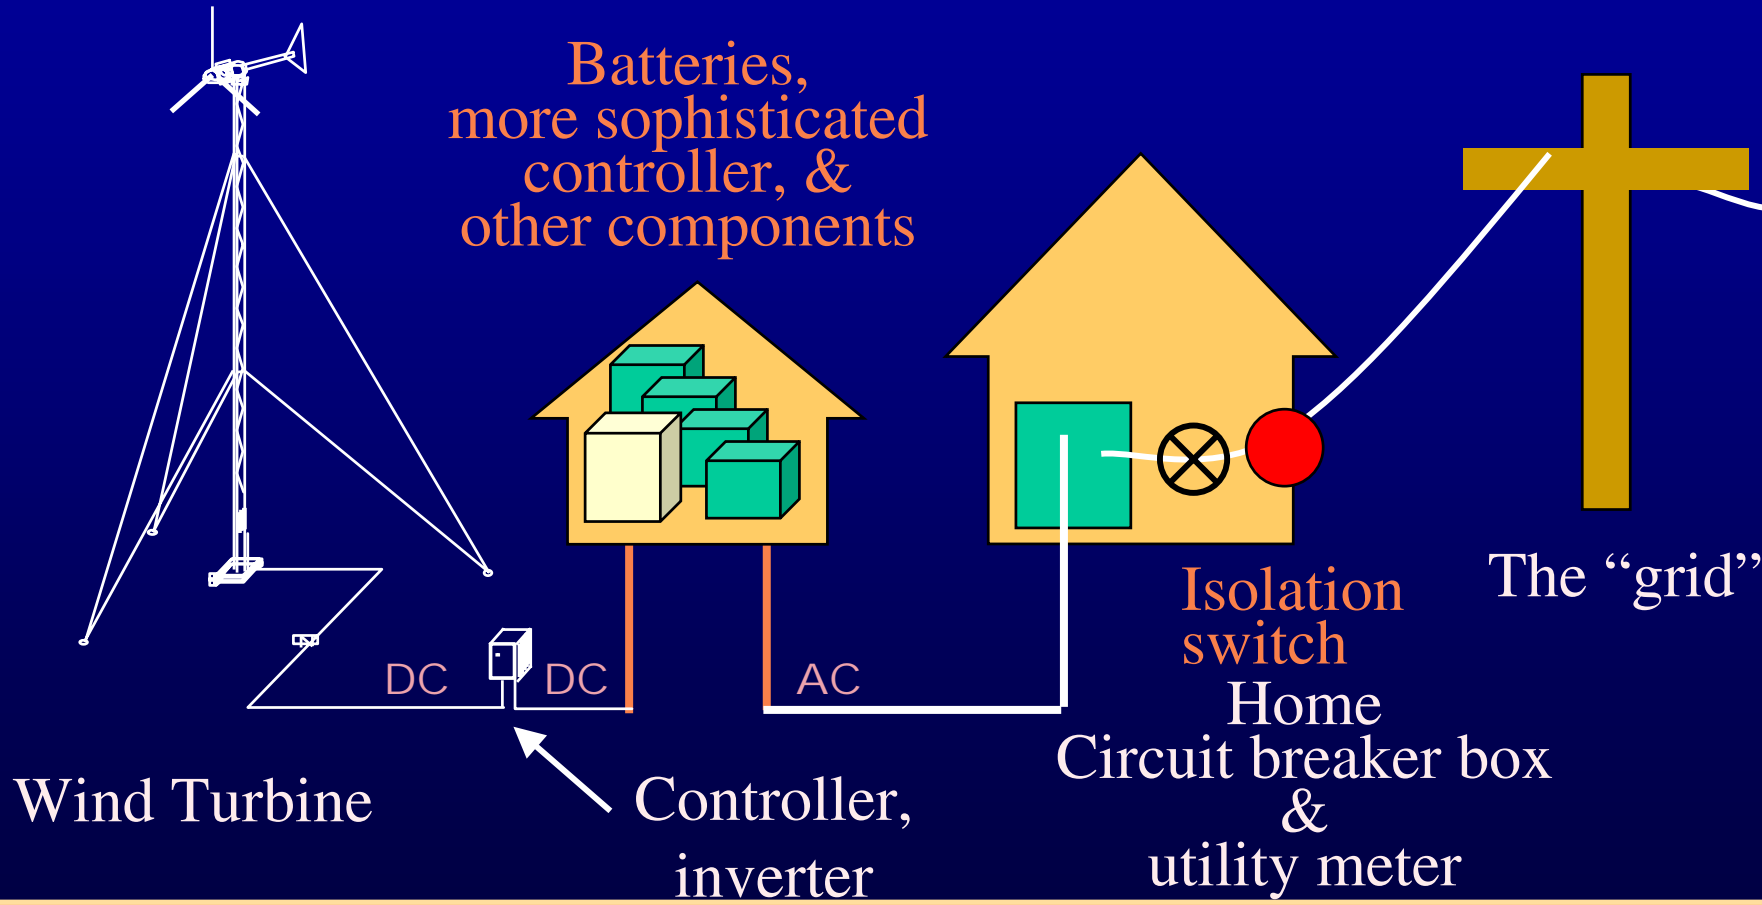 Batteries,
more sophisticated
controller, &
other components
The “grid”
Isolation
switch
DC
DC
AC
Home
Circuit breaker box
&
utility meter
Wind Turbine
Controller,
inverter